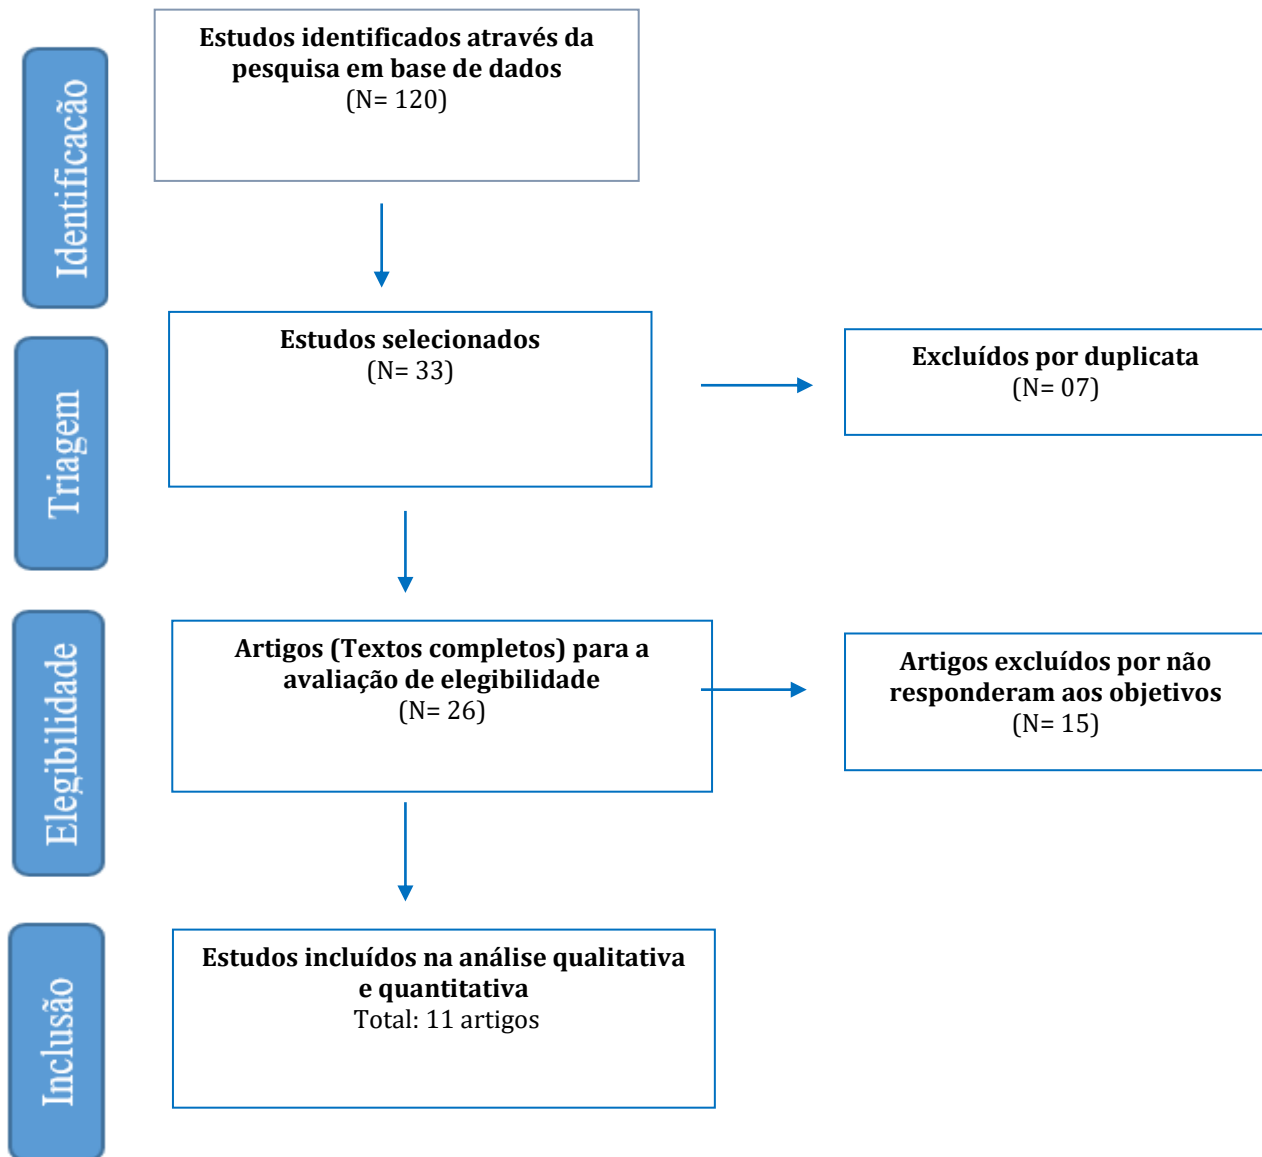 Identificação
Estudos identificados através da
pesquisa em base de dados
(N= 120)
Triagem
Estudos selecionados
(N= 33)
Excluídos por duplicata
(N= 07)
Elegibilidade
Artigos (Textos completos) para a
avaliação de elegibilidade
(N= 26)
Artigos excluídos por não
responderam aos objetivos
(N= 15)
Inclusão
Estudos incluídos na análise qualitativa
e quantitativa
Total: 11 artigos